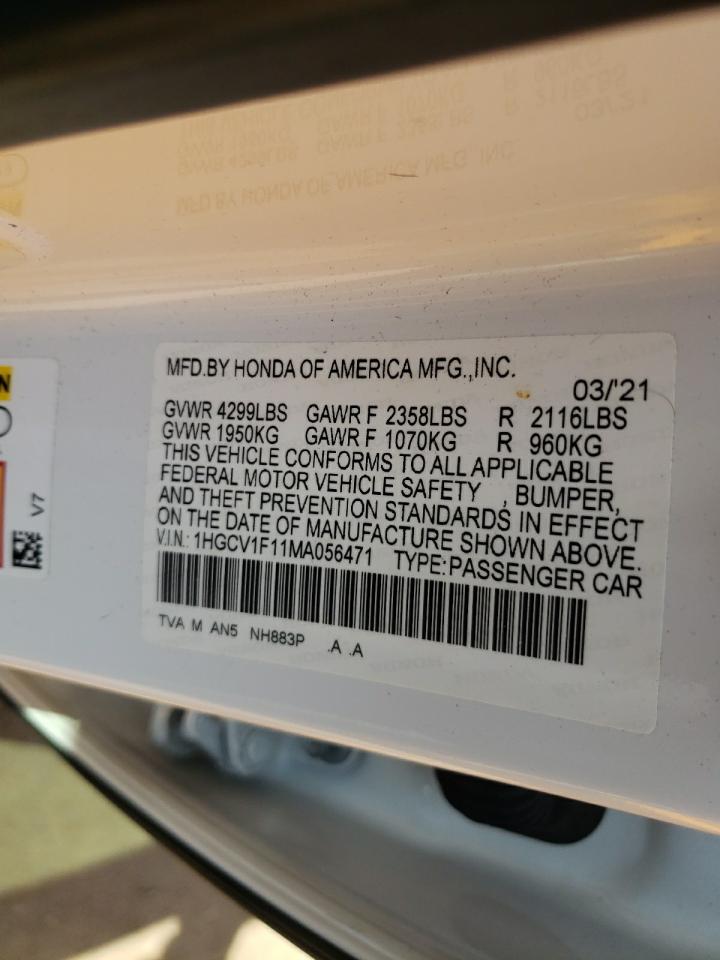 MFD.BY HONDA OF AMERICA MFG.,INC.
03/'21
GVWR 4299LBS GAWR F 2358LBS R 2116LBS
GVWR 1950KG GAWR F 1070KG R 960KG
THIS VEHICLE CONFORMS TO ALL APPLICABLE
FEDERAL MOTOR VEHICLE SAFETY , BUMPER,
AND THEFT PREVENTION STANDARDS IN EFFECT
ON THE DATE OF MANUFACTURE SHOWN ABOVE.
V.I.N.: 1HGCV1F11MA056471 TYPE:PASSENGER CAR
TVA M AN5 NH883P .A .A
V7